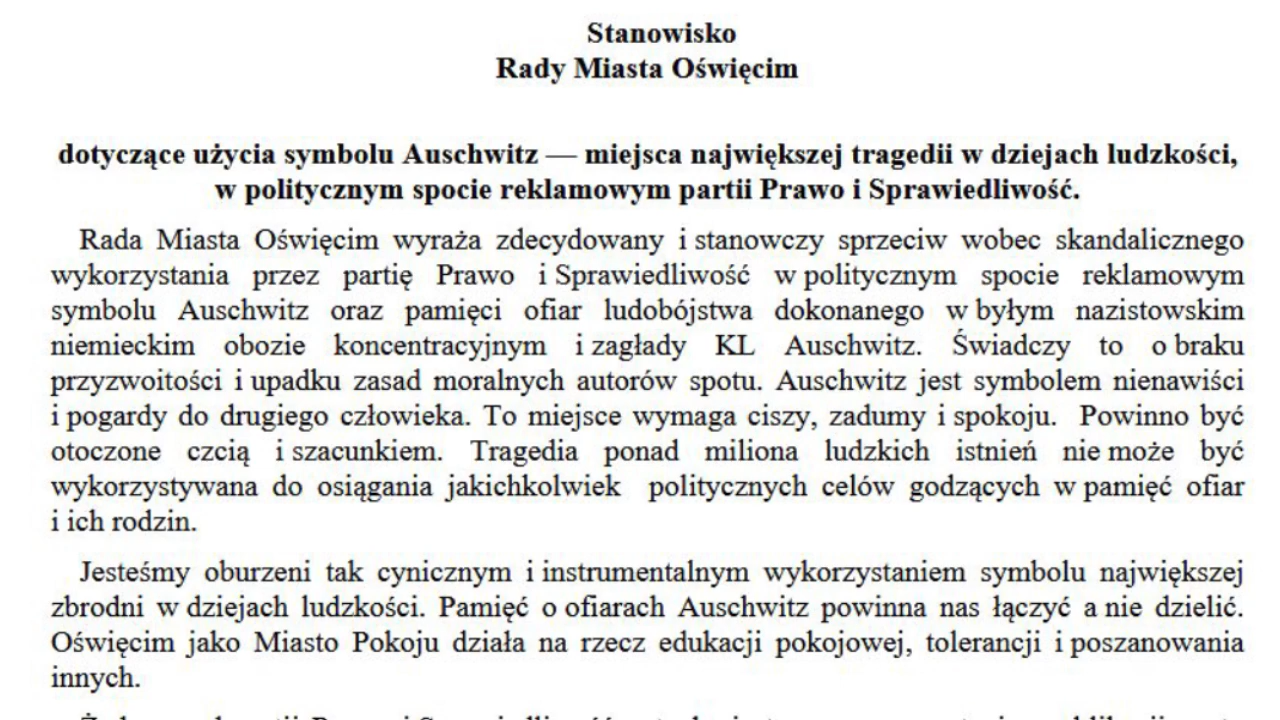 Stanowisko
Rady Miasta Oświęcim
dotyczące użycia symbolu Auschwitz — miejsca największej tragedii w dziejach ludzkości,
w politycznym spocie reklamowym partii Prawo i Sprawiedliwość.
Rada Miasta Oświęcim wyraża zdecydowany i stanowczy sprzeciw wobec skandalicznego
wykorzystania przez partię Prawo i Sprawiedliwość w politycznym spocie reklamowym
symbolu Auschwitz oraz pamięci ofiar ludobójstwa dokonanego w byłym nazistowskim
niemieckim obozie koncentracyjnym i zagłady KL Auschwitz. Świadczy to o braku
przyzwoitości i upadku zasad moralnych autorów spotu. Auschwitz jest symbolem nienawiści
i pogardy do drugiego człowieka. To miejsce wymaga ciszy, zadumy i spokoju. Powinno być
otoczone czcią i szacunkiem. Tragedia ponad miliona ludzkich istnień nie może być
wykorzystywana do osiągania jakichkolwiek politycznych celów godzących w pamięć ofiar
i ich rodzin.
Jesteśmy oburzeni tak cynicznym i instrumentalnym wykorzystaniem symbolu największej
zbrodni w dziejach ludzkości. Pamięć o ofiarach Auschwitz powinna nas łączyć a nie dzielić.
Oświęcim jako Miasto Pokoju działa na rzecz edukacji pokojowej, tolerancji i poszanowania
innych.